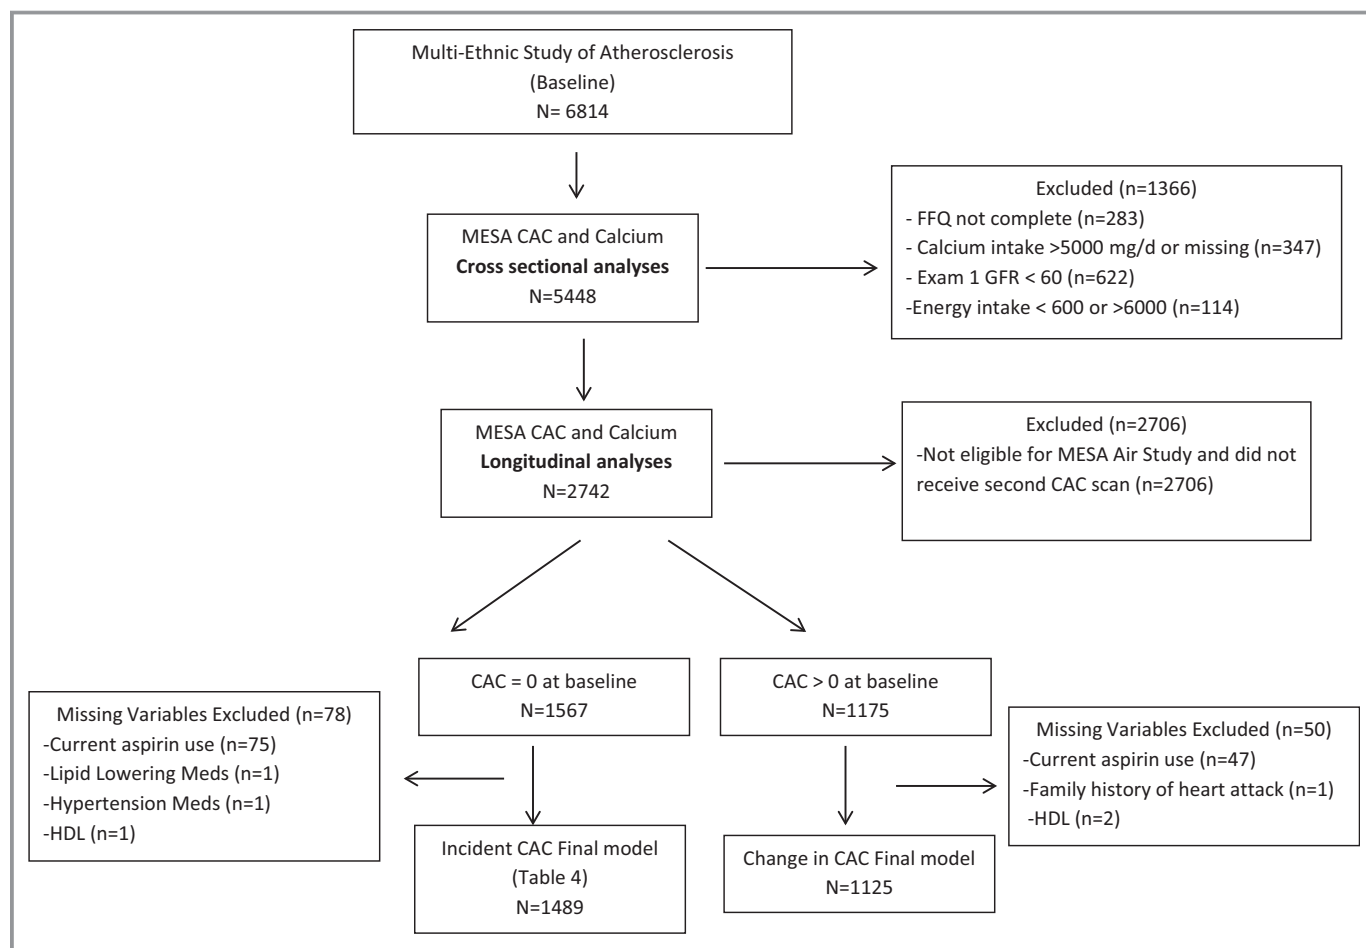 Multi-Ethnic Study of Atherosclerosis
(Baseline)
N= 6814
MESA CAC and Calcium
Cross sectional analyses
N=5448
Excluded (n=1366)
- FFQ not complete (n=283)
- Calcium intake >5000 mg/d or missing (n=347)
- Exam 1 GFR < 60 (n=622)
-Energy intake < 600 or >6000 (n=114)
MESA CAC and Calcium
Longitudinal analyses
N=2742
Excluded (n=2706)
-Not eligible for MESA Air Study and did not
receive second CAC scan (n=2706)
CAC = 0 at baseline
N=1567
CAC > 0 at baseline
N=1175
Missing Variables Excluded (n=78)
-Current aspirin use (n=75)
-Lipid Lowering Meds (n=1)
-Hypertension Meds (n=1)
-HDL (n=1)
Missing Variables Excluded (n=50)
-Current aspirin use (n=47)
-Family history of heart attack (n=1)
-HDL (n=2)
Incident CAC Final model
(Table 4)
N=1489
Change in CAC Final model
N=1125